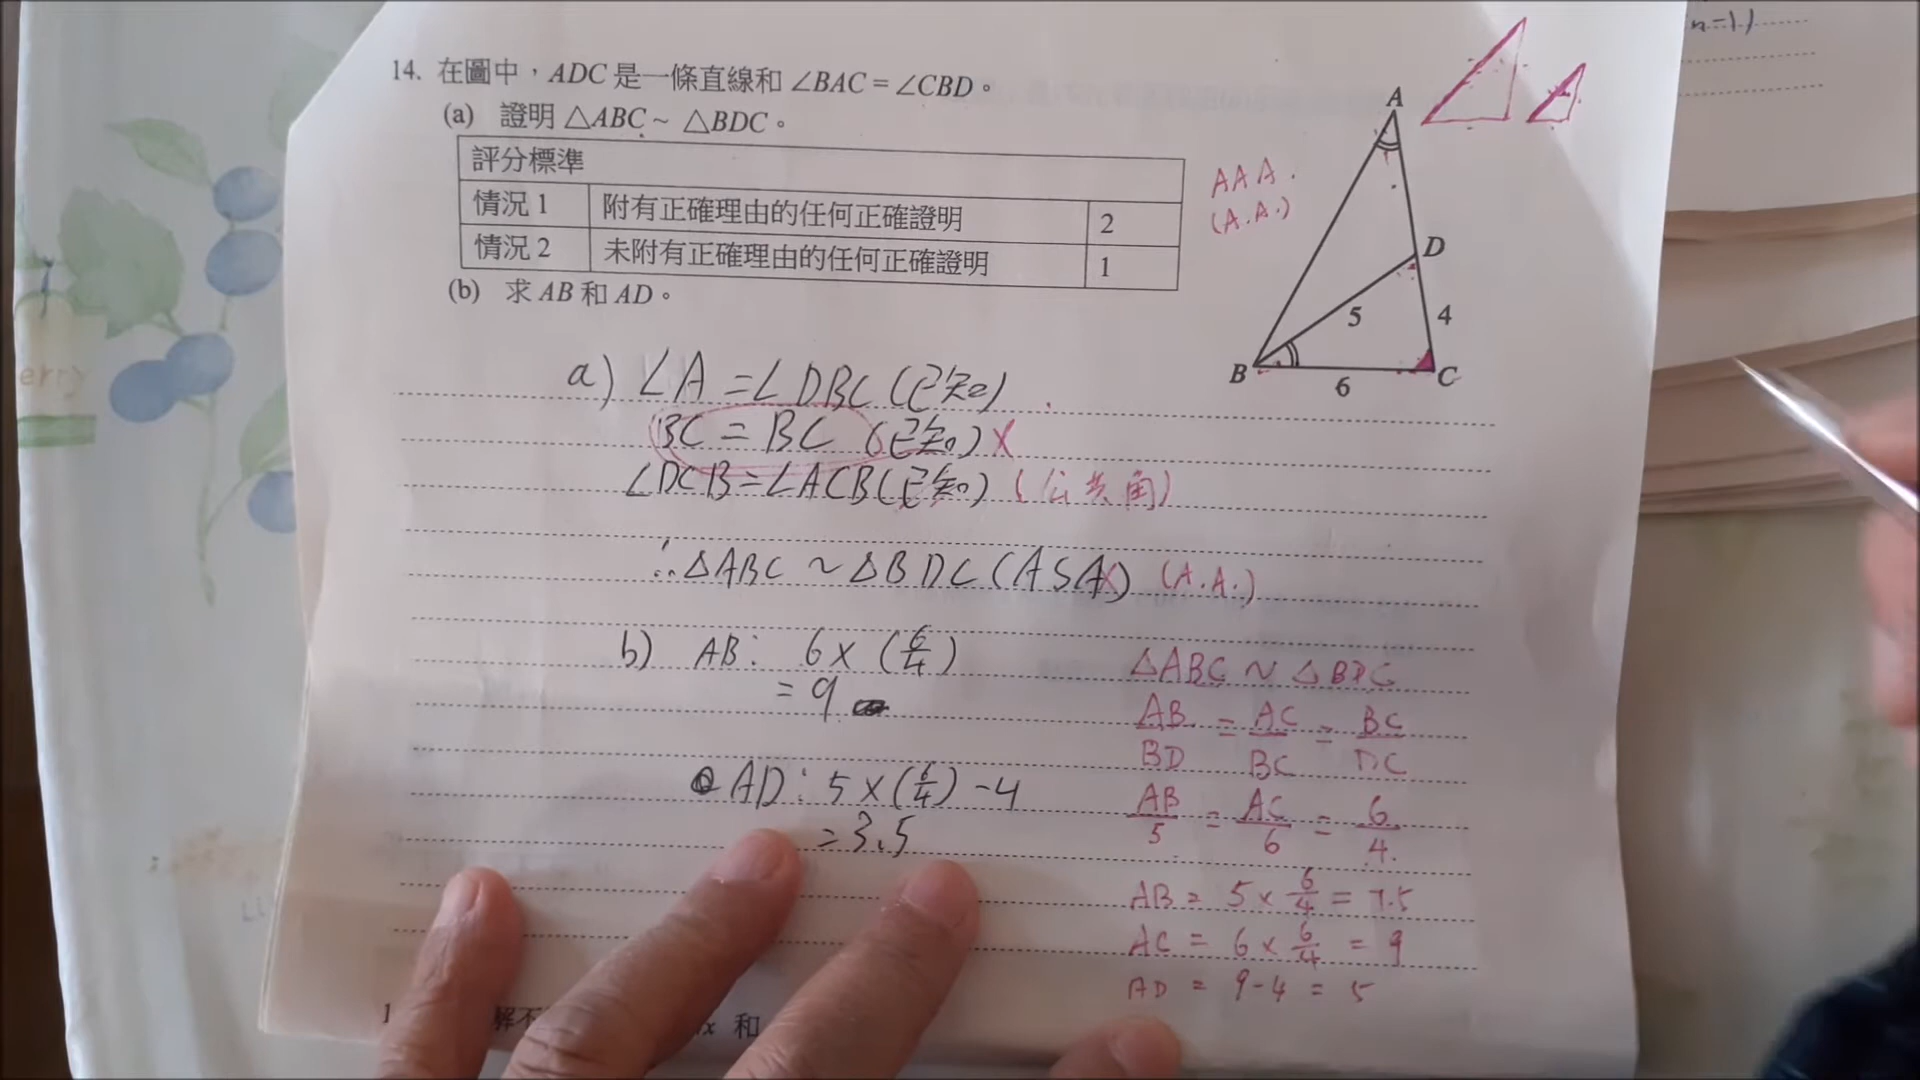 n=1.)
14. 在圖中，ADC 是一條直線和 ∠BAC = ∠CBD。
(a) 證明 △ABC ~ △BDC。
評分標準
情況 1 附有正確理由的任何正確證明 2
情況 2 未附有正確理由的任何正確證明 1
(b) 求 AB 和 AD。
AAA.
(A.A.)
A
D
5
4
B
6
C
a) ∠A = ∠DBC (已知)
BC = BC (已知) X
∠DCB = ∠ACB (已知) (公共角)
∴ △ABC ~ △BDC (ASA) (A.A.)
b) AB: 6 × (6/4)
= 9
AD: 5 × (6/4) - 4
= 3.5
△ABC ~ △BDC
AB/BD = AC/BC = BC/DC
AB/5 = AC/6 = 6/4.
AB = 5 × 6/4 = 7.5
AC = 6 × 6/4 = 9
AD = 9 - 4 = 5
1
解不
x 和
erry